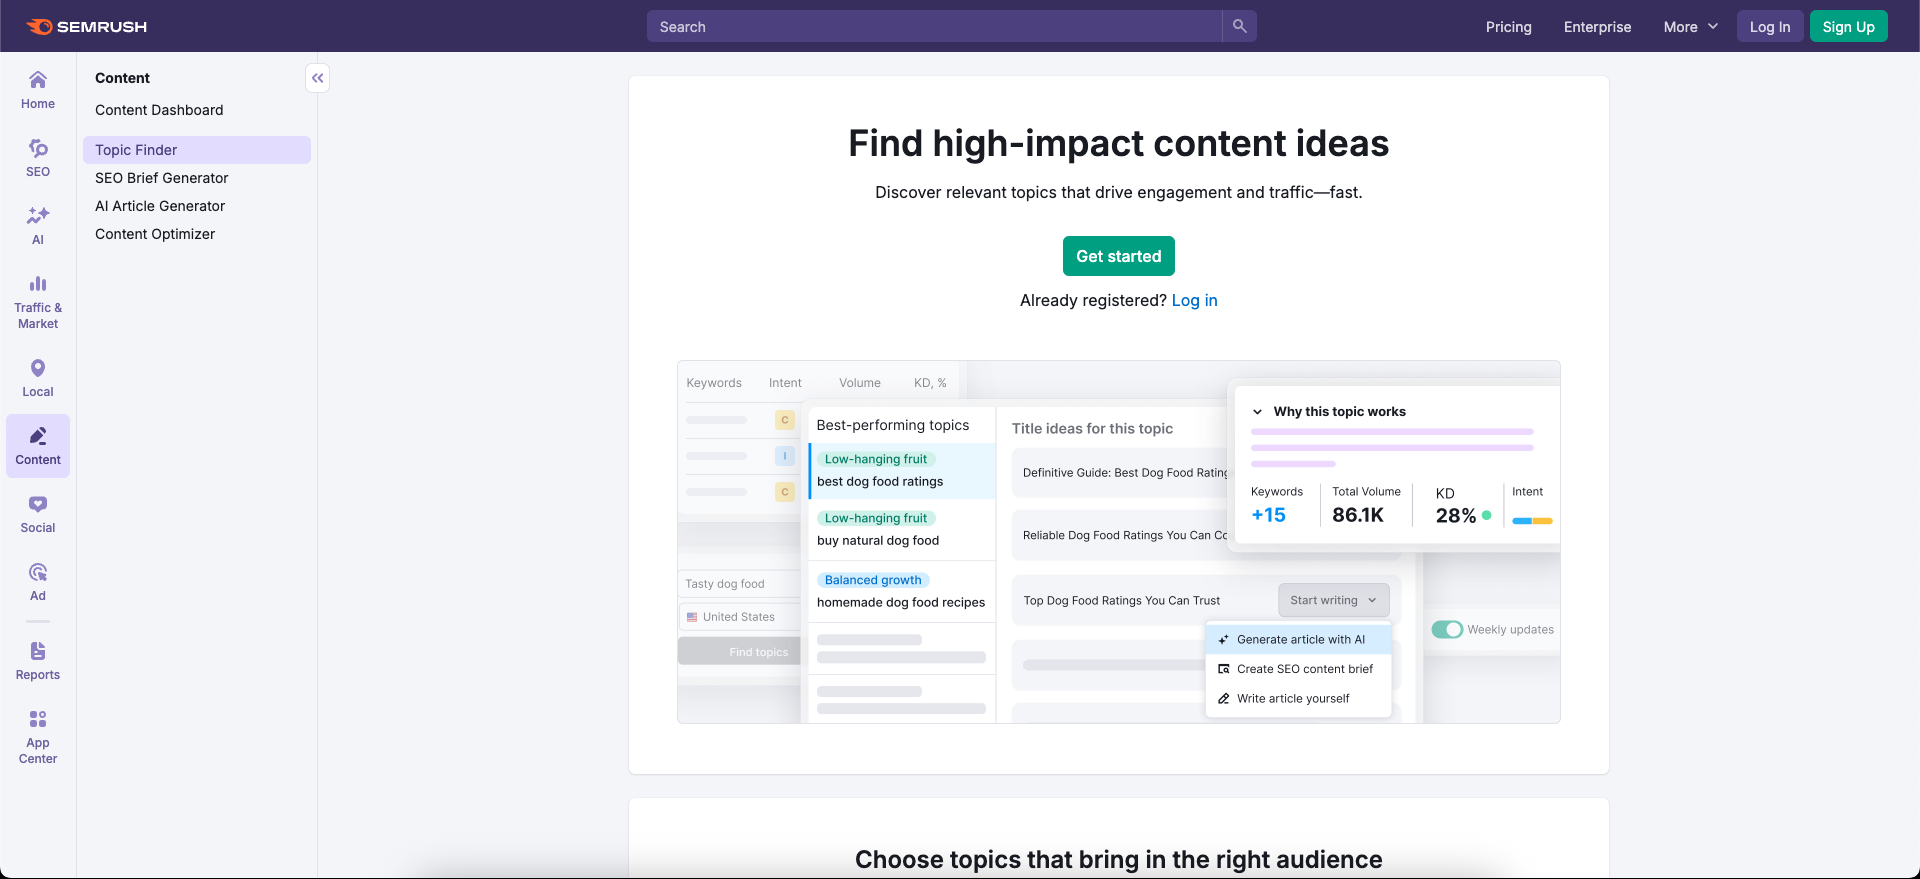 SEMRUSH
Search
Pricing
Enterprise
More
Log In
Sign Up
Home
SEO
AI
Traffic &
Market
Local
Content
Social
Ad
Reports
App
Center
Content
Content Dashboard
Topic Finder
SEO Brief Generator
AI Article Generator
Content Optimizer
Find high-impact content ideas
Discover relevant topics that drive engagement and traffic—fast.
Get started
Already registered? Log in
Keywords Intent Volume KD, %
C
I
C
Tasty dog food
United States
Find topics
Best-performing topics
Low-hanging fruit
best dog food ratings
Low-hanging fruit
buy natural dog food
Balanced growth
homemade dog food recipes
Title ideas for this topic
Definitive Guide: Best Dog Food Rating
Reliable Dog Food Ratings You Can Co
Top Dog Food Ratings You Can Trust
Start writing
Generate article with AI
Create SEO content brief
Write article yourself
Why this topic works
Keywords Total Volume KD Intent
+15 86.1K 28%
Weekly updates
Choose topics that bring in the right audience